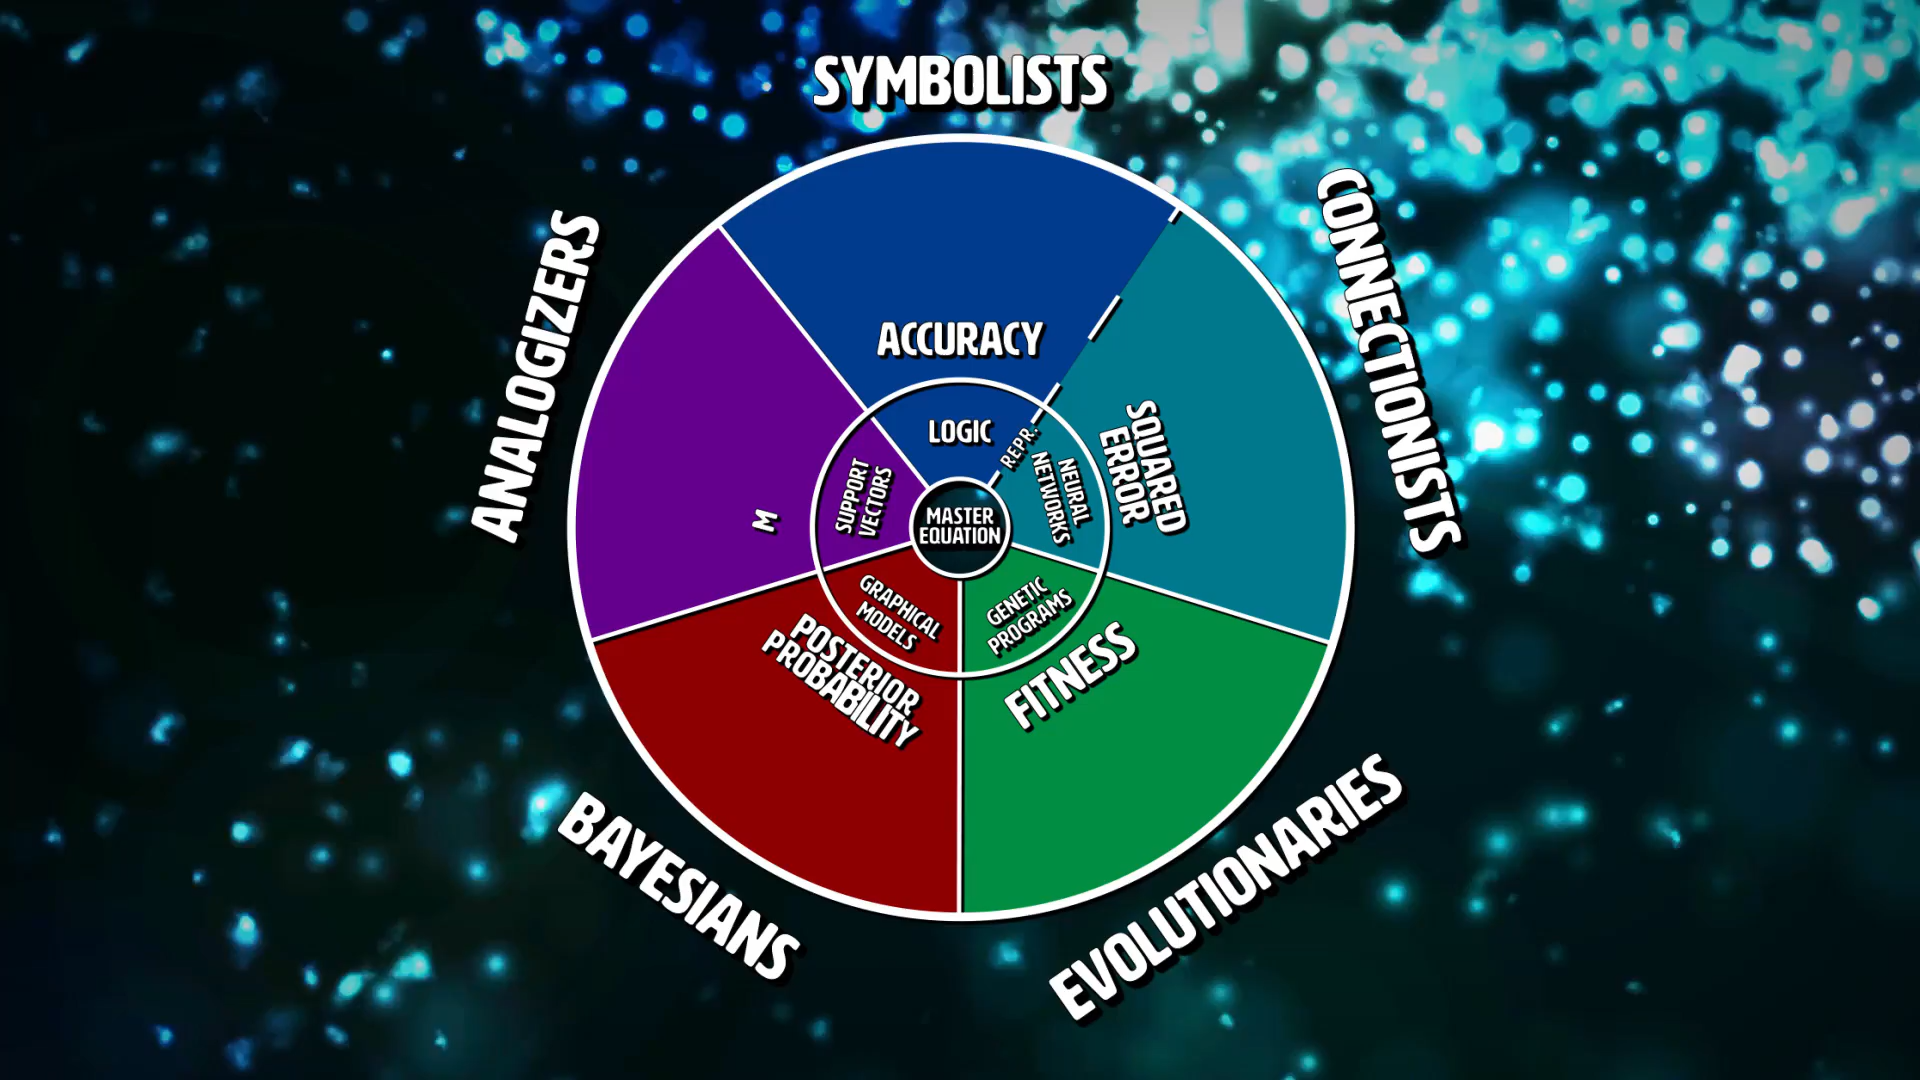 SYMBOLISTS
CONNECTIONISTS
ANALOGIZERS
ACCURACY
LOGIC
REPR.
SQUARED
ERROR
NEURAL
NETWORKS
SUPPORT
VECTORS
M
MASTER
EQUATION
GRAPHICAL
MODELS
GENETIC
PROGRAMS
POSTERIOR
PROBABILITY
FITNESS
BAYESIANS
EVOLUTIONARIES